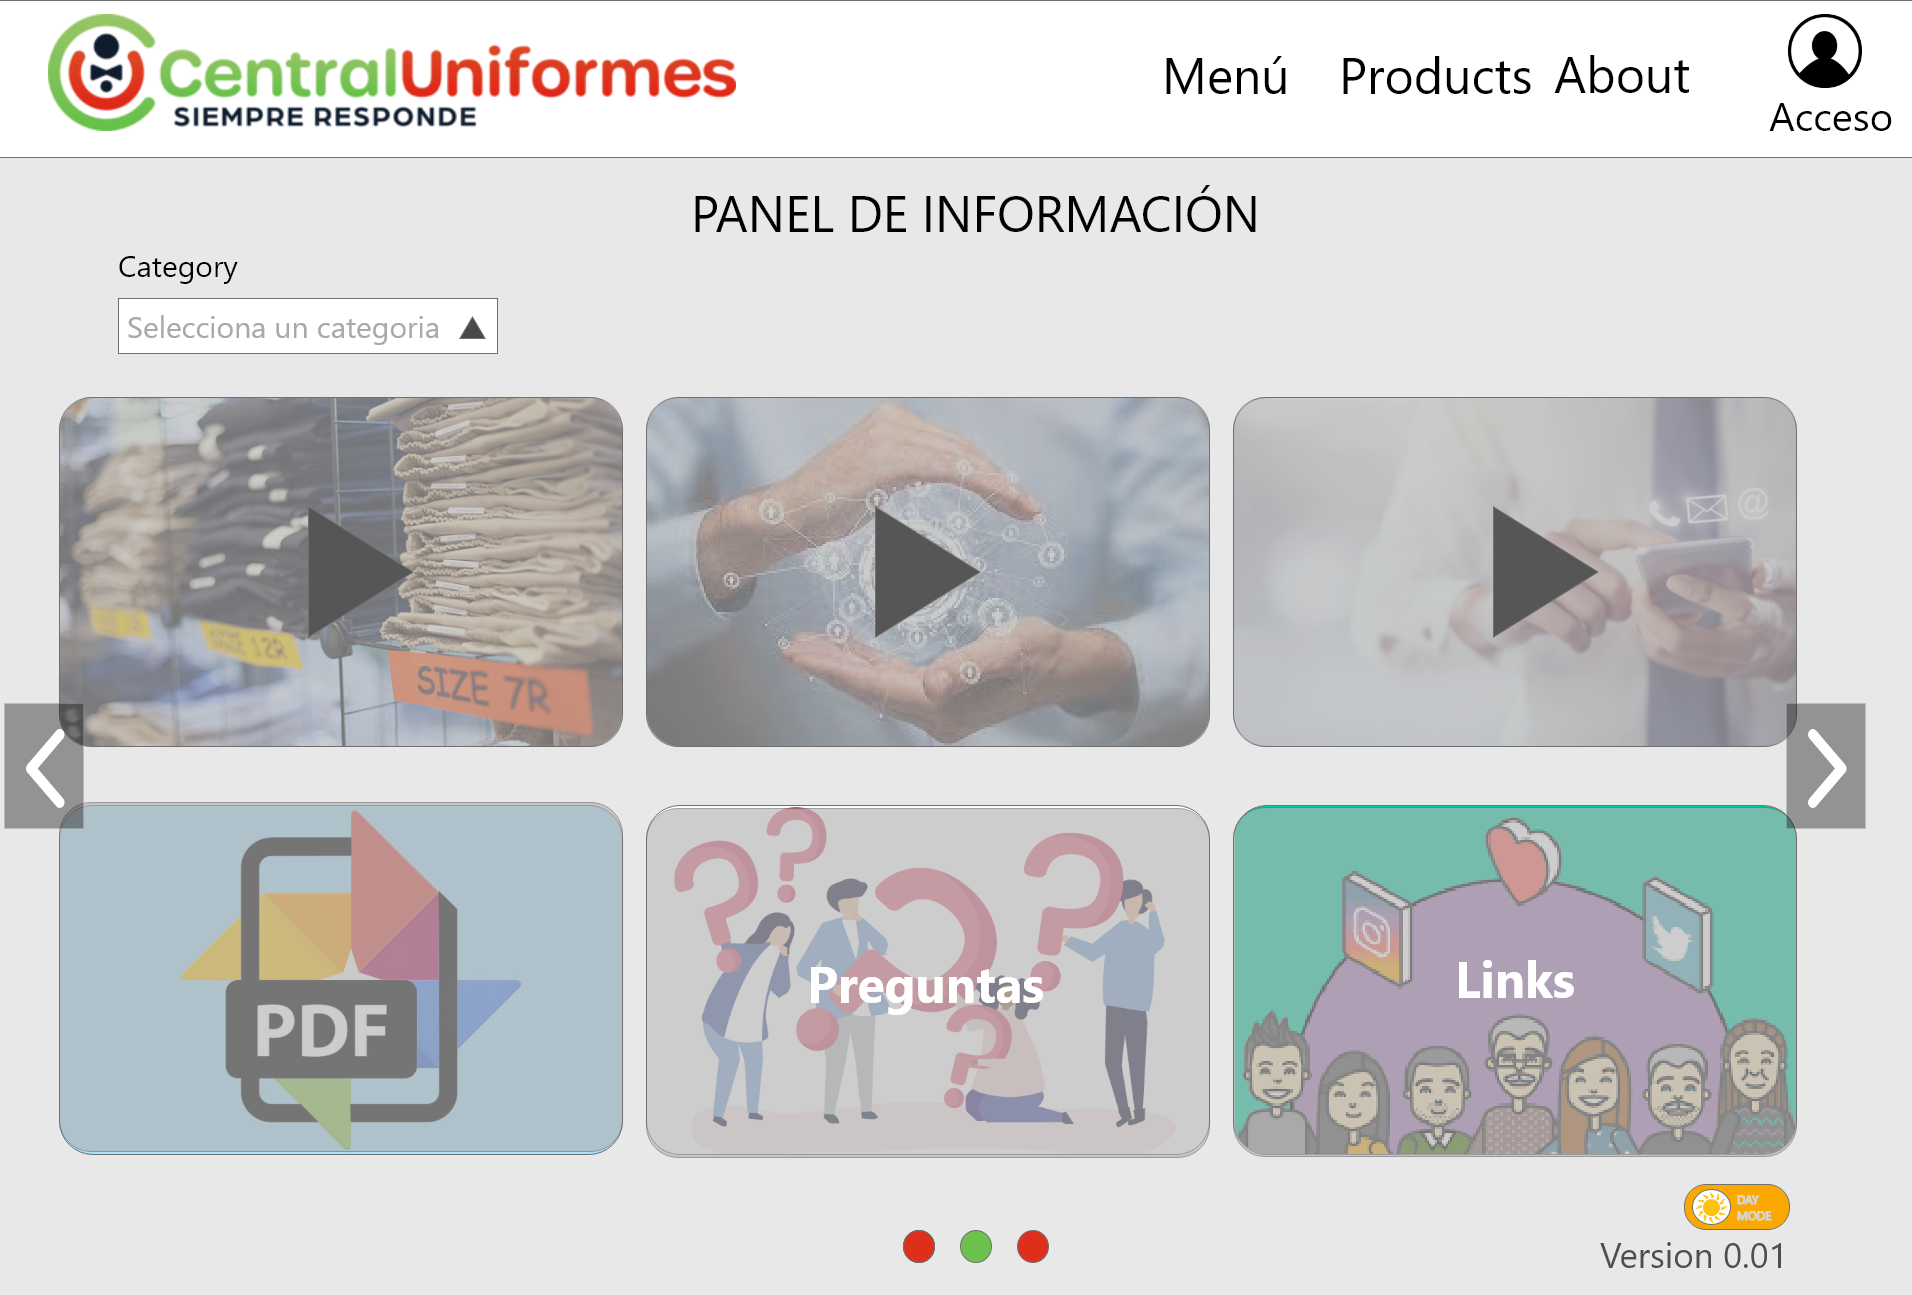 CentralUniformes
SIEMPRE RESPONDE
Menú Products About
Acceso
PANEL DE INFORMACIÓN
Category
Selecciona un categoria
SIZE 12R
SIZE 7R
@
PDF
Preguntas
Links
DAY
MODE
Version 0.01